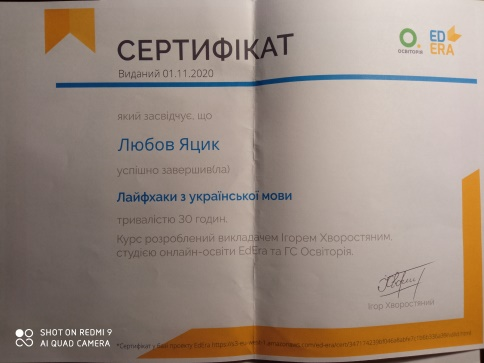 СЕРТИФІКАТ
Виданий 01.11.2020
ОСВІТОРІЯ
ED
ERA
який засвідчує, що
Любов Яцик
успішно завершив(ла)
Лайфхаки з української мови
тривалістю 30 годин.
Курс розроблений викладачем Ігорем Хворостяним,
студією онлайн-освіти EdEra та ГС Освіторія.
Ігор Хворостяний
*Сертифікат у базі проекту EdEra
SHOT ON REDMI 9
AI QUAD CAMERA